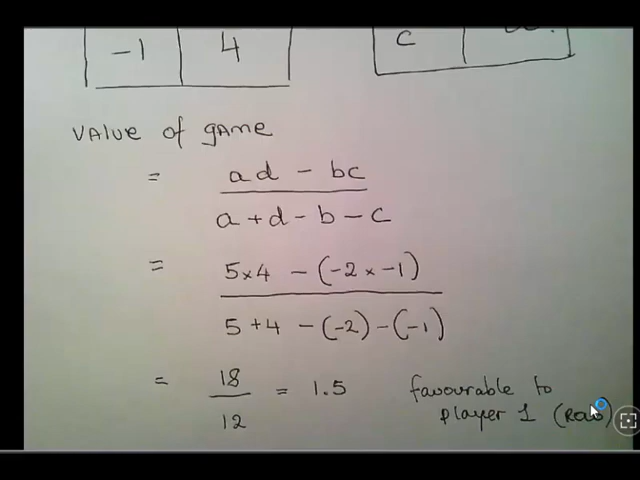 -1 4
c
Value of game
= ad - bc
a + d - b - c
= 5×4 - (-2 × -1)
5 + 4 - (-2) - (-1)
= 18 = 1.5 favourable to
12 player 1 (Row)